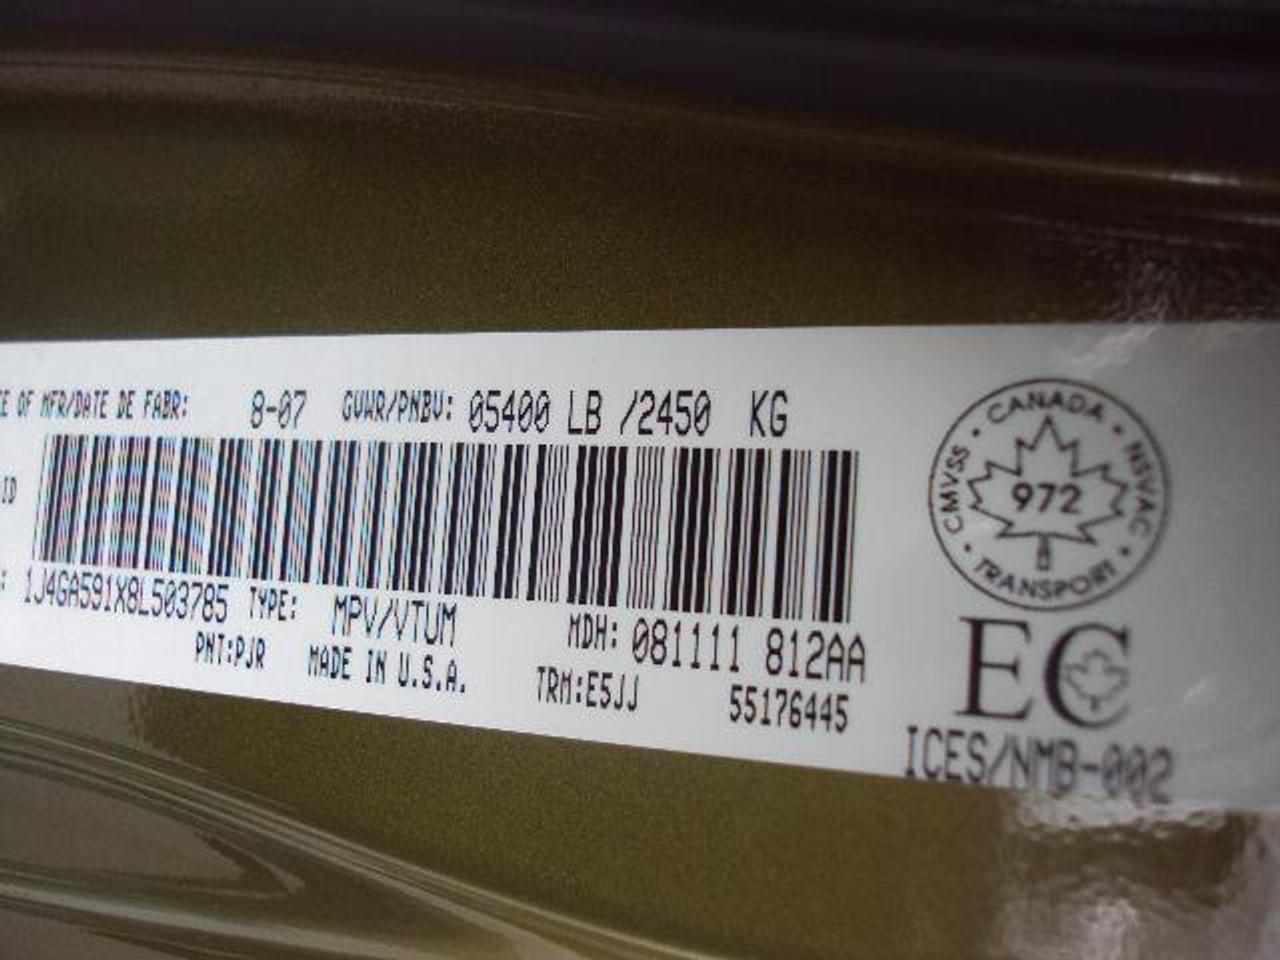 E OF MFR/DATE DE FABR: 8-07 GVWR/PNBV: 05400 LB /2450 KG
ID
: 1J4GA591X8L503785 TYPE: MPV/VTUM MDH: 081111 812AA
PNT:PJR MADE IN U.S.A. TRM:E5JJ 55176445
CANADA
CMVSS • NSVAC
972
TRANSPORT
EC
ICES/NMB-002